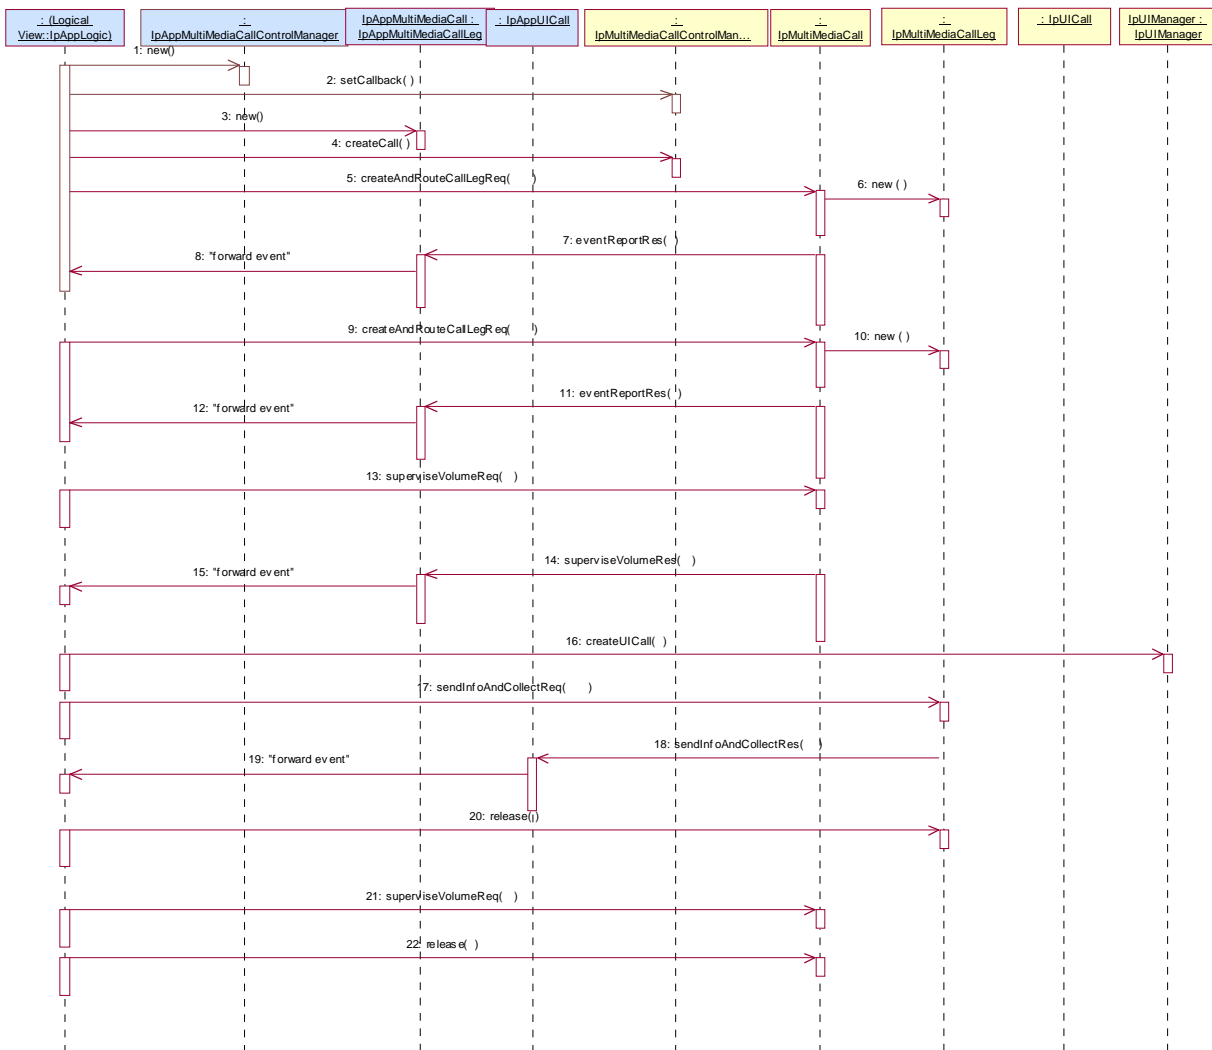 : (Logical
View::IpAppLogic)
:
IpAppMultiMediaCallControlManager
IpAppMultiMediaCall :
IpAppMultiMediaCallLeg
: IpAppUICall
:
IpMultiMediaCallControlMan...
:
IpMultiMediaCall
:
IpMultiMediaCallLeg
: IpUICall
IpUIManager :
IpUIManager
1: new()
2: setCallback( )
3: new()
4: createCall( )
5: createAndRouteCallLegReq( )
6: new ( )
7: eventReportRes( )
8: "forward event"
9: createAndRouteCallLegReq( )
10: new ( )
11: eventReportRes( )
12: "forward event"
13: superviseVolumeReq( )
14: superviseVolumeRes( )
15: "forward event"
16: createUICall( )
17: sendInfoAndCollectReq( )
18: sendInfoAndCollectRes( )
19: "forward event"
20: release( )
21: superviseVolumeReq( )
22: release( )